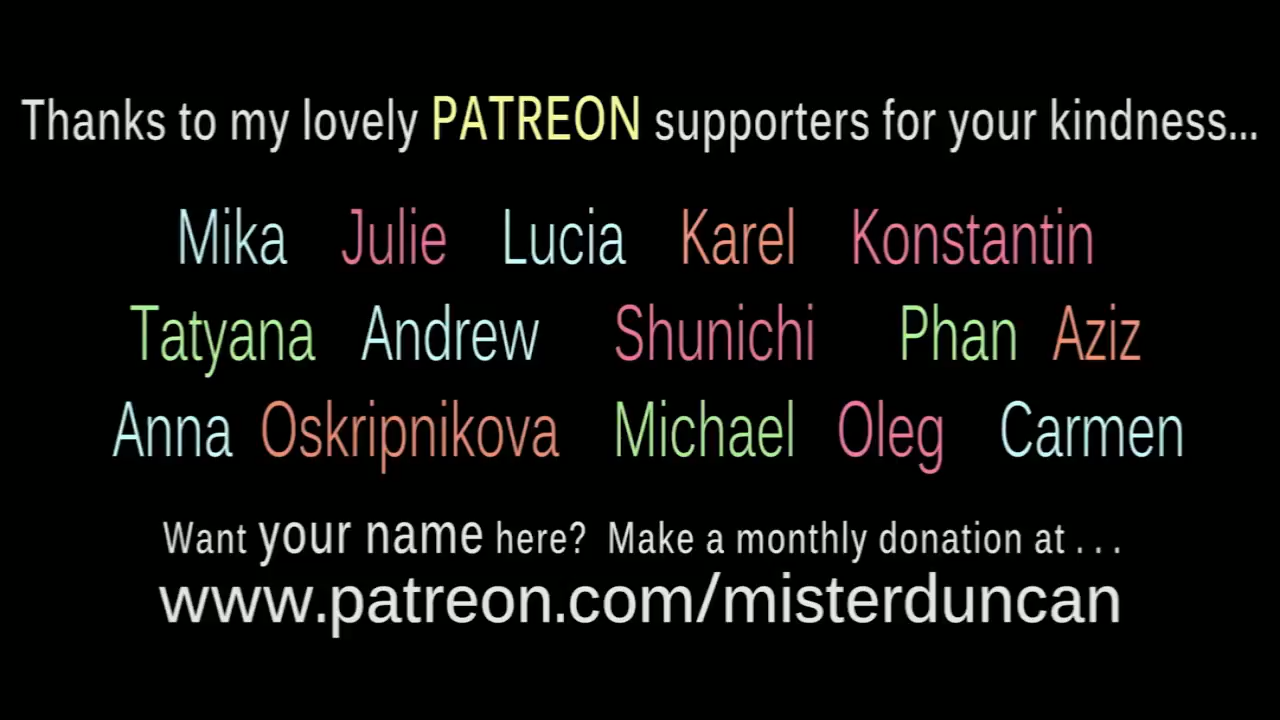 Thanks to my lovely PATREON supporters for your kindness...
Mika Julie Lucia Karel Konstantin
Tatyana Andrew Shunichi Phan Aziz
Anna Oskripnikova Michael Oleg Carmen
Want your name here? Make a monthly donation at . . .
www.patreon.com/misterduncan